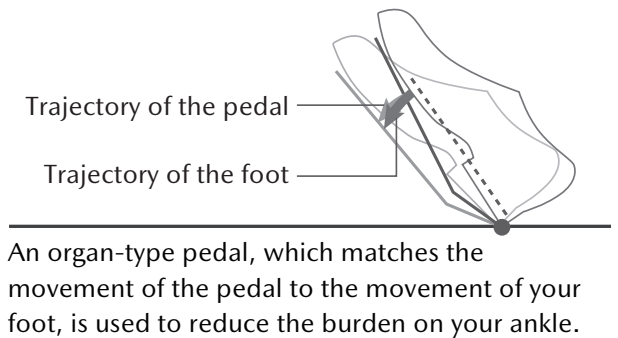 Trajectory of the pedal
Trajectory of the foot
An organ-type pedal, which matches the
movement of the pedal to the movement of your
foot, is used to reduce the burden on your ankle.